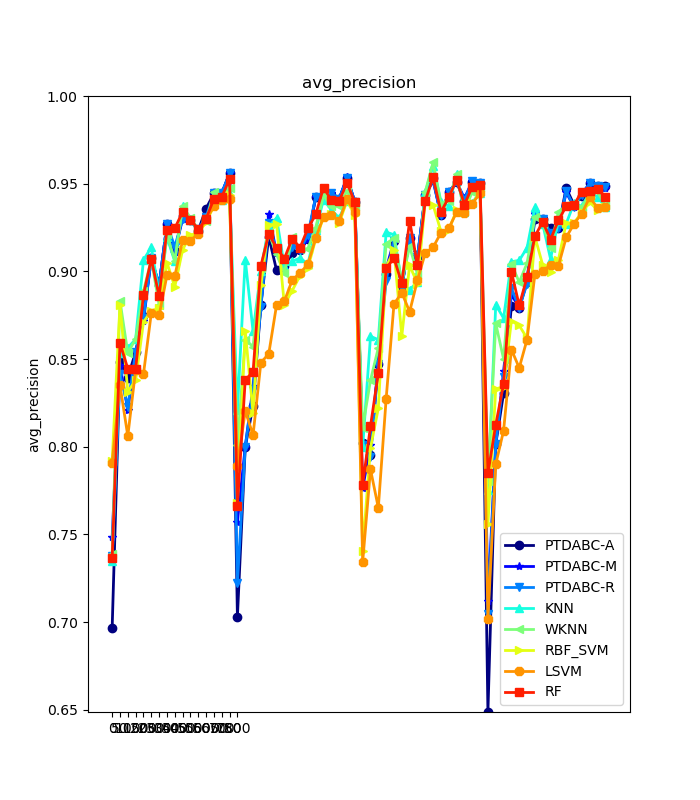 avg_precision
1.00
0.95
0.90
0.85
0.80
0.75
0.70
0.65
avg_precision
PTDABC-A
PTDABC-M
PTDABC-R
KNN
WKNN
RBF_SVM
LSVM
RF